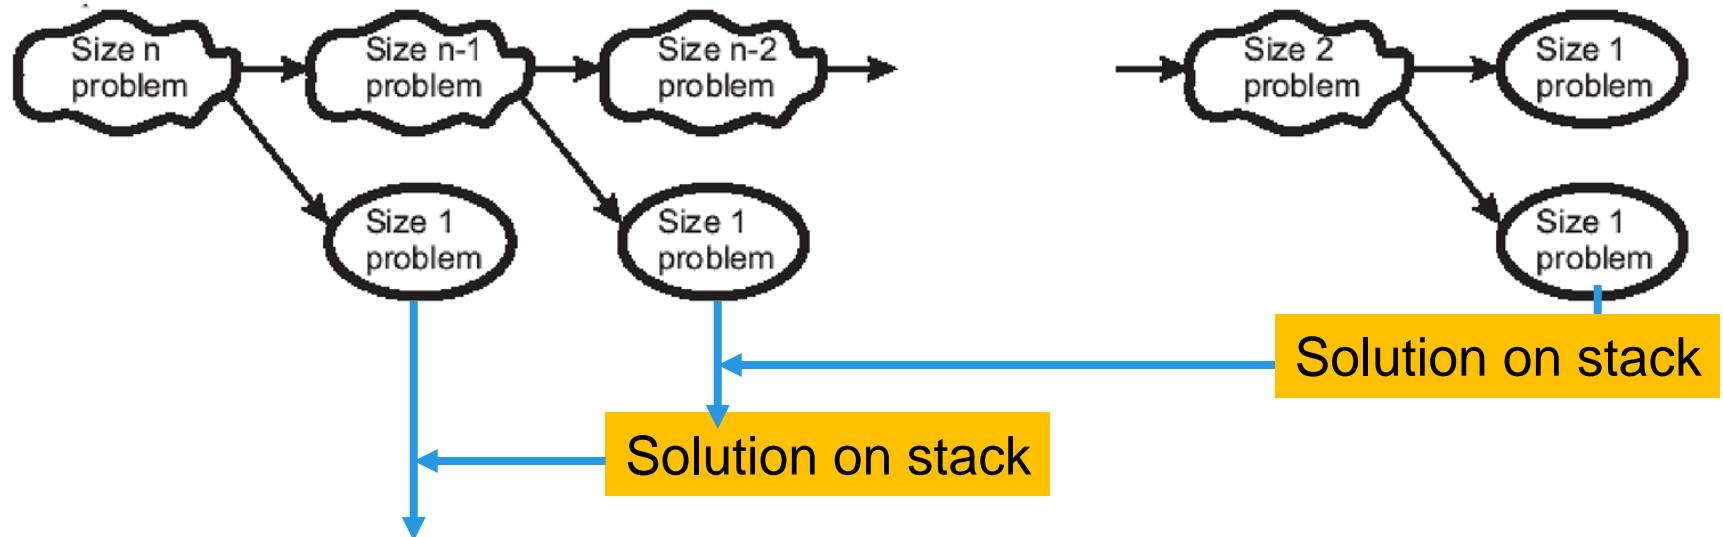 Size n
problem
Size n-1
problem
Size n-2
problem
Size 2
problem
Size 1
problem
Size 1
problem
Size 1
problem
Size 1
problem
Solution on stack
Solution on stack